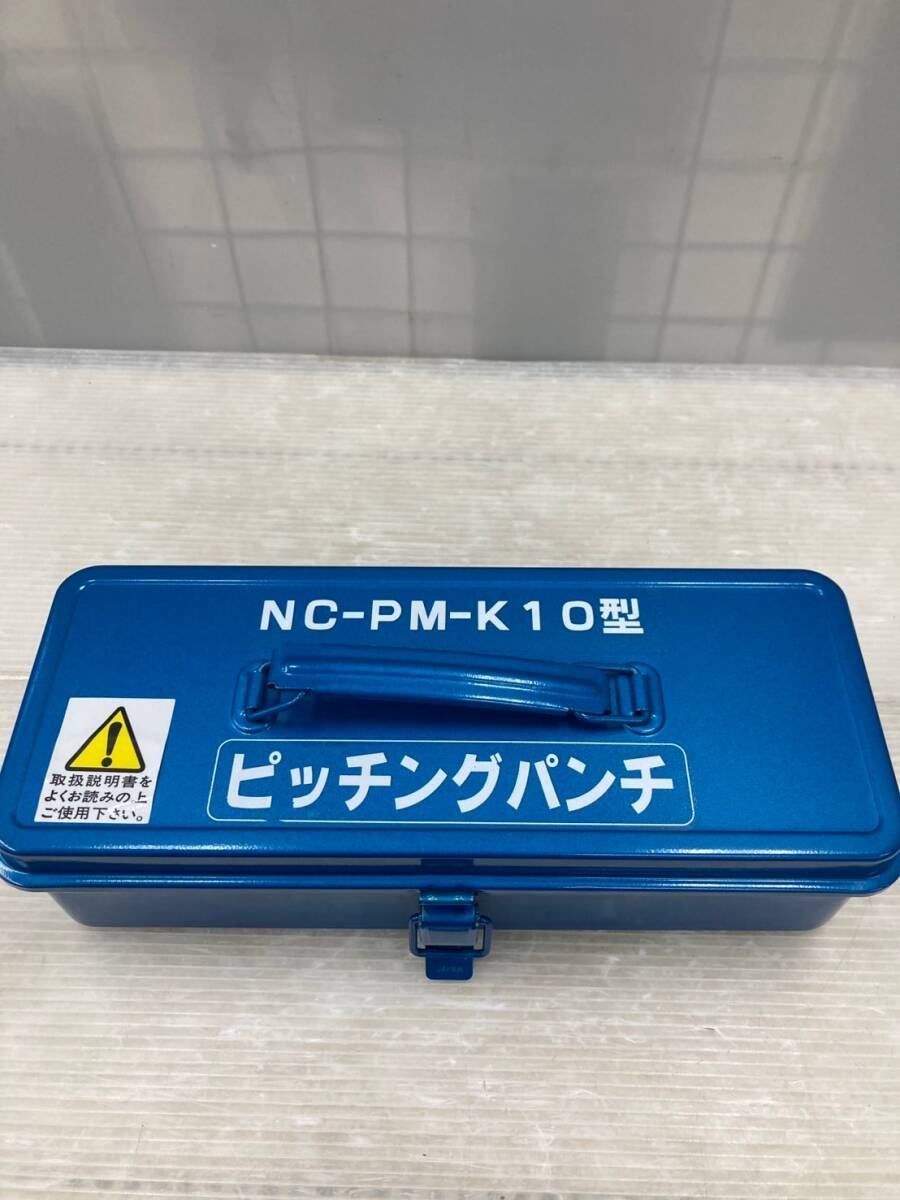 NC-PM-K10型
ピッチングパンチ
取扱説明書を
よくお読みの上
ご使用下さい。
JAPAN